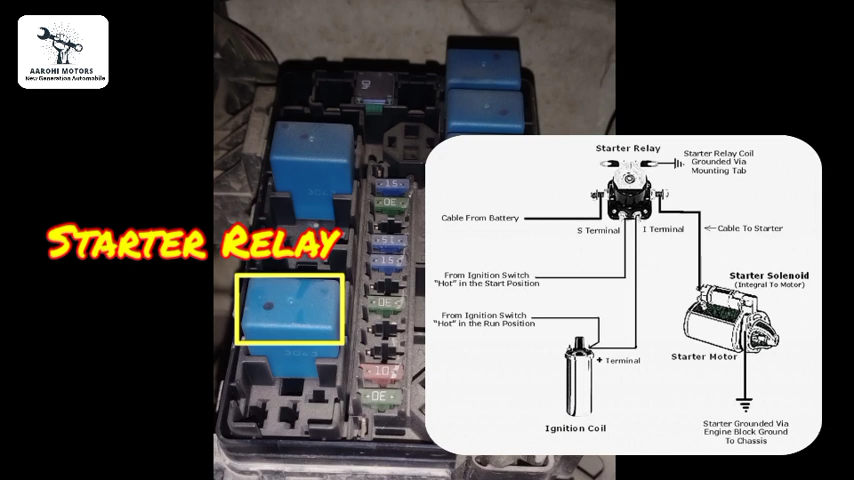 AAROHI MOTORS
New Generation Automobile
Starter Relay
15
30
15
15
30
10
30
Starter Relay
Starter Relay Coil
Grounded Via
Mounting Tab
Cable From Battery
S Terminal
I Terminal
Cable To Starter
From Ignition Switch
"Hot" in the Start Position
Starter Solenoid
(Integral To Motor)
From Ignition Switch
"Hot" in the Run Position
Starter Motor
+ Terminal
Ignition Coil
Starter Grounded Via
Engine Block Ground
To Chassis